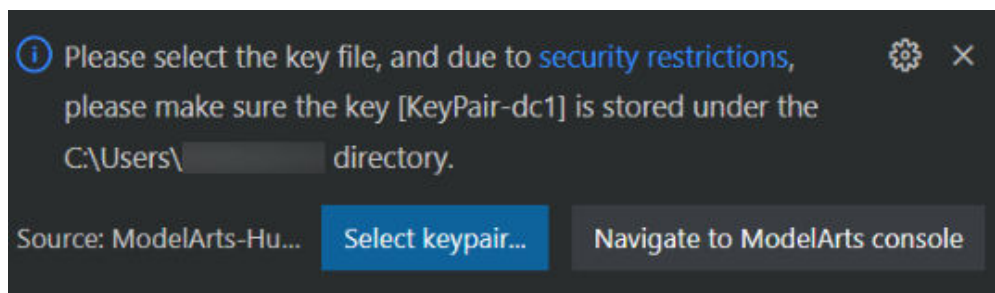 Please select the key file, and due to security restrictions,
please make sure the key [KeyPair-dc1] is stored under the
C:\Users\ directory.
Source: ModelArts-Hu... Select keypair... Navigate to ModelArts console